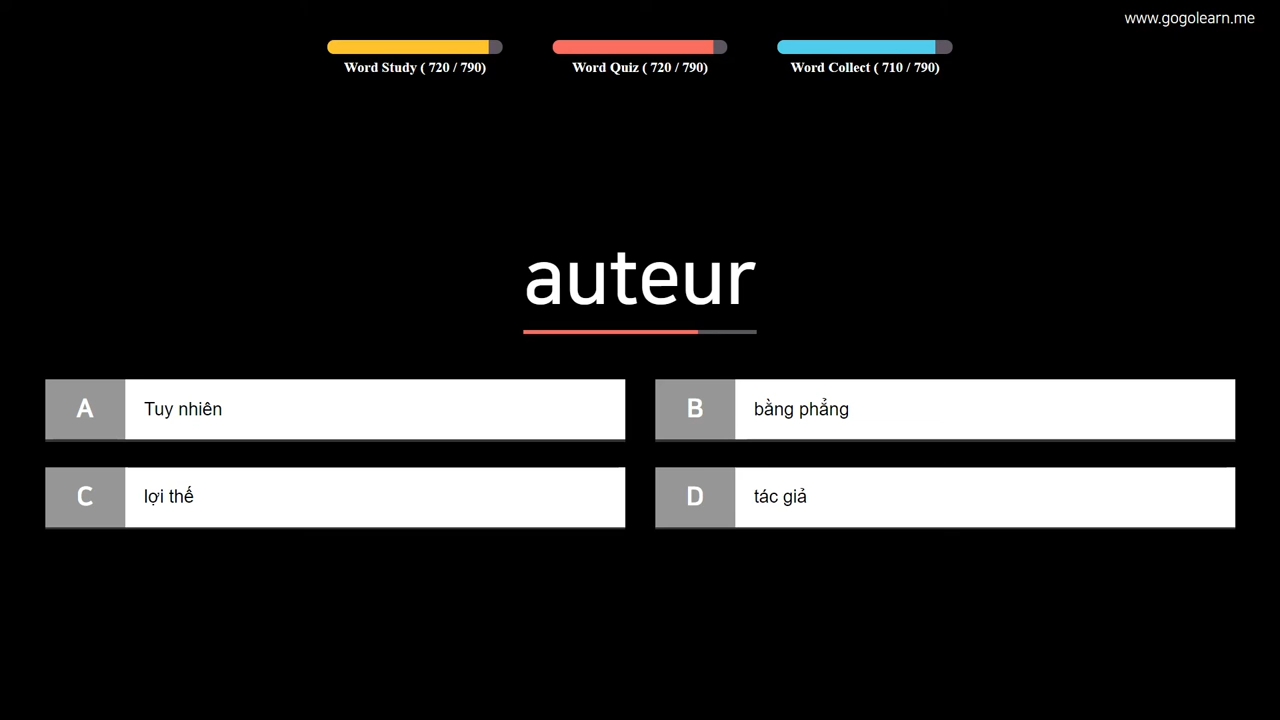 www.gogolearn.me
Word Study ( 720 / 790)
Word Quiz ( 720 / 790)
Word Collect ( 710 / 790)
auteur
A Tuy nhiên
B bằng phẳng
C lợi thế
D tác giả